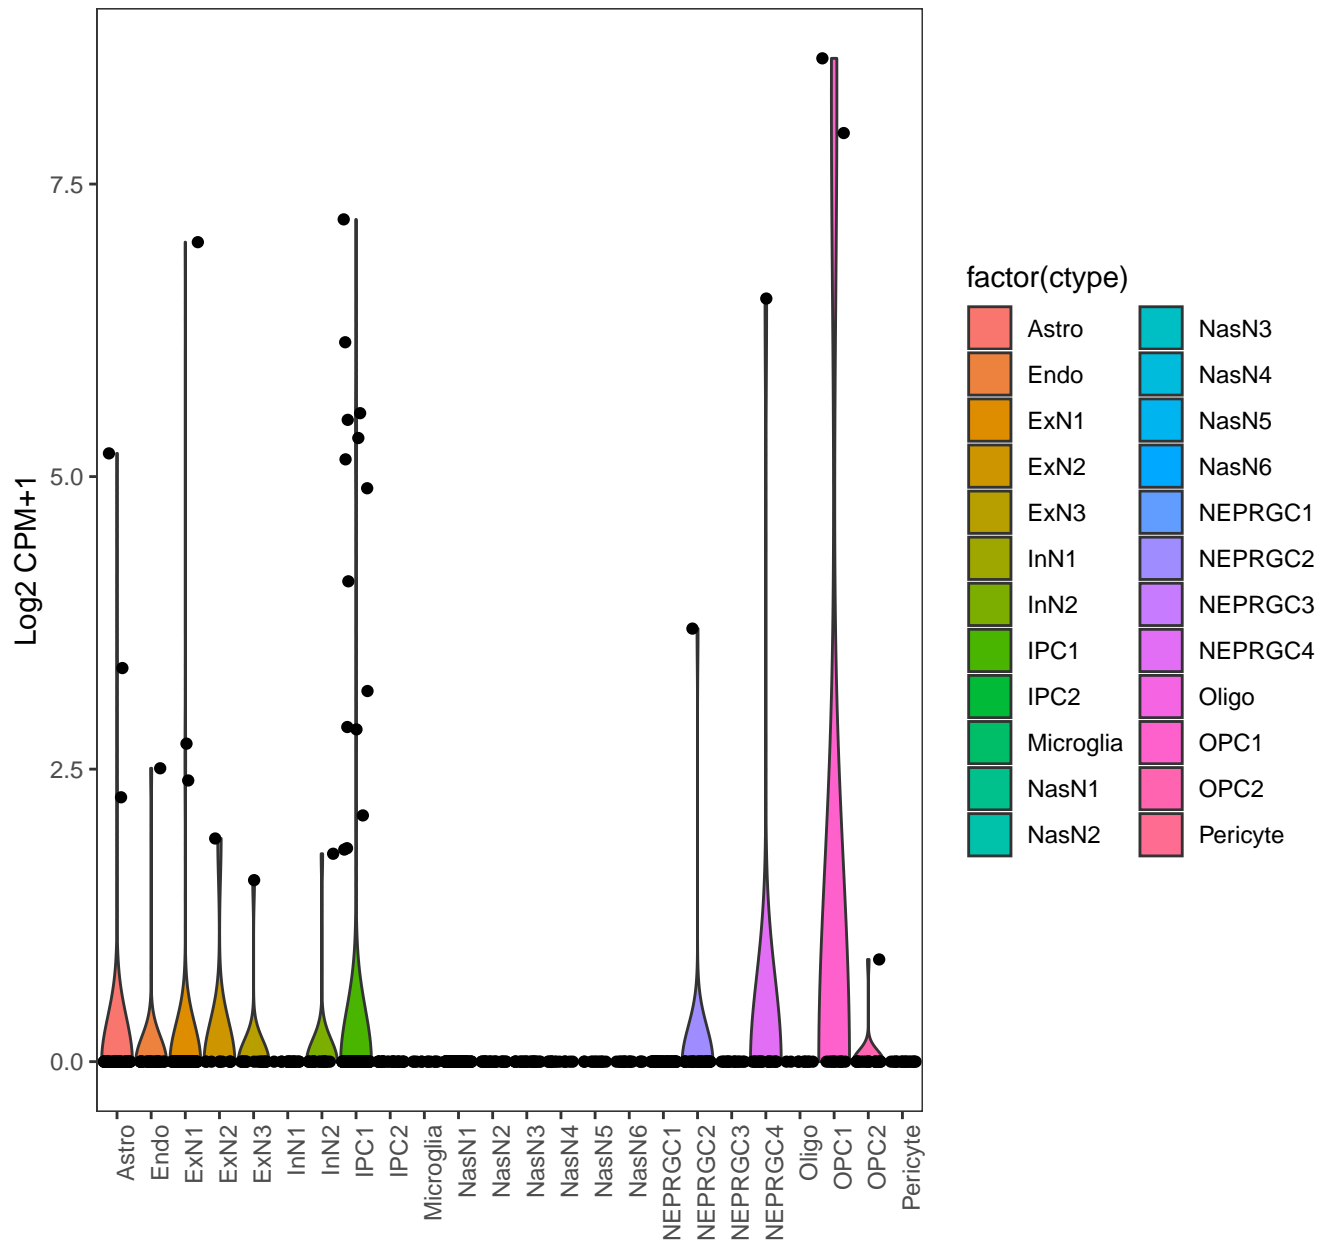 7.5
5.0
2.5
0.0
Log2 CPM+1
Astro
Endo
ExN1
ExN2
ExN3
InN1
InN2
IPC1
IPC2
Microglia
NasN1
NasN2
NasN3
NasN4
NasN5
NasN6
NEPRGC1
NEPRGC2
NEPRGC3
NEPRGC4
Oligo
OPC1
OPC2
Pericyte
factor(ctype)
Astro
Endo
ExN1
ExN2
ExN3
InN1
InN2
IPC1
IPC2
Microglia
NasN1
NasN2
NasN3
NasN4
NasN5
NasN6
NEPRGC1
NEPRGC2
NEPRGC3
NEPRGC4
Oligo
OPC1
OPC2
Pericyte